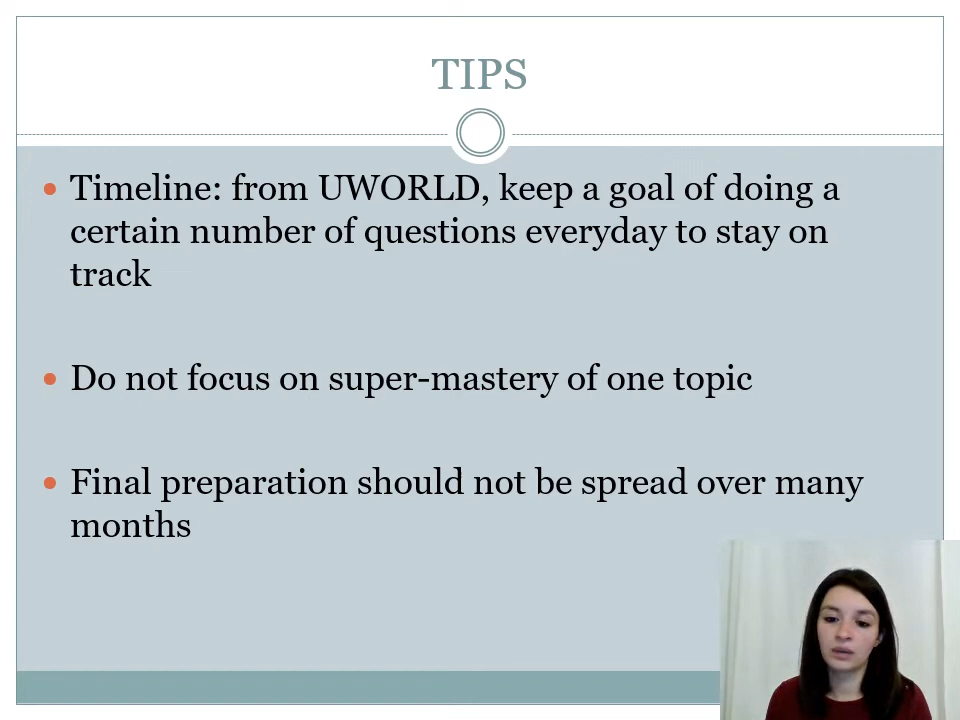 TIPS
Timeline: from UWORLD, keep a goal of doing a
certain number of questions everyday to stay on
track
Do not focus on super-mastery of one topic
Final preparation should not be spread over many
months